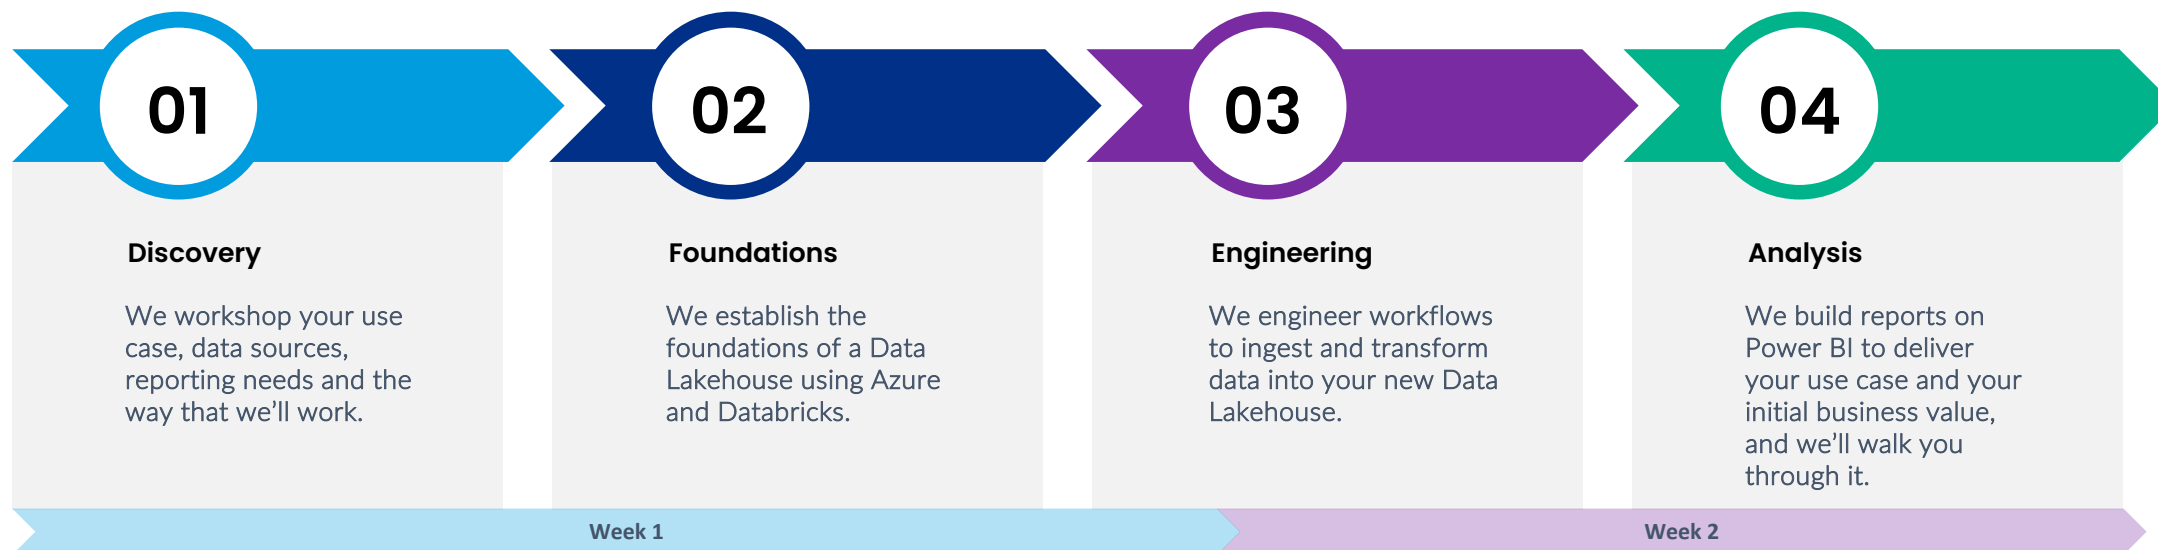 01
Discovery
We workshop your use
case, data sources,
reporting needs and the
way that we’ll work.
02
Foundations
We establish the
foundations of a Data
Lakehouse using Azure
and Databricks.
03
Engineering
We engineer workflows
to ingest and transform
data into your new Data
Lakehouse.
04
Analysis
We build reports on
Power BI to deliver
your use case and your
initial business value,
and we’ll walk you
through it.
Week 1
Week 2